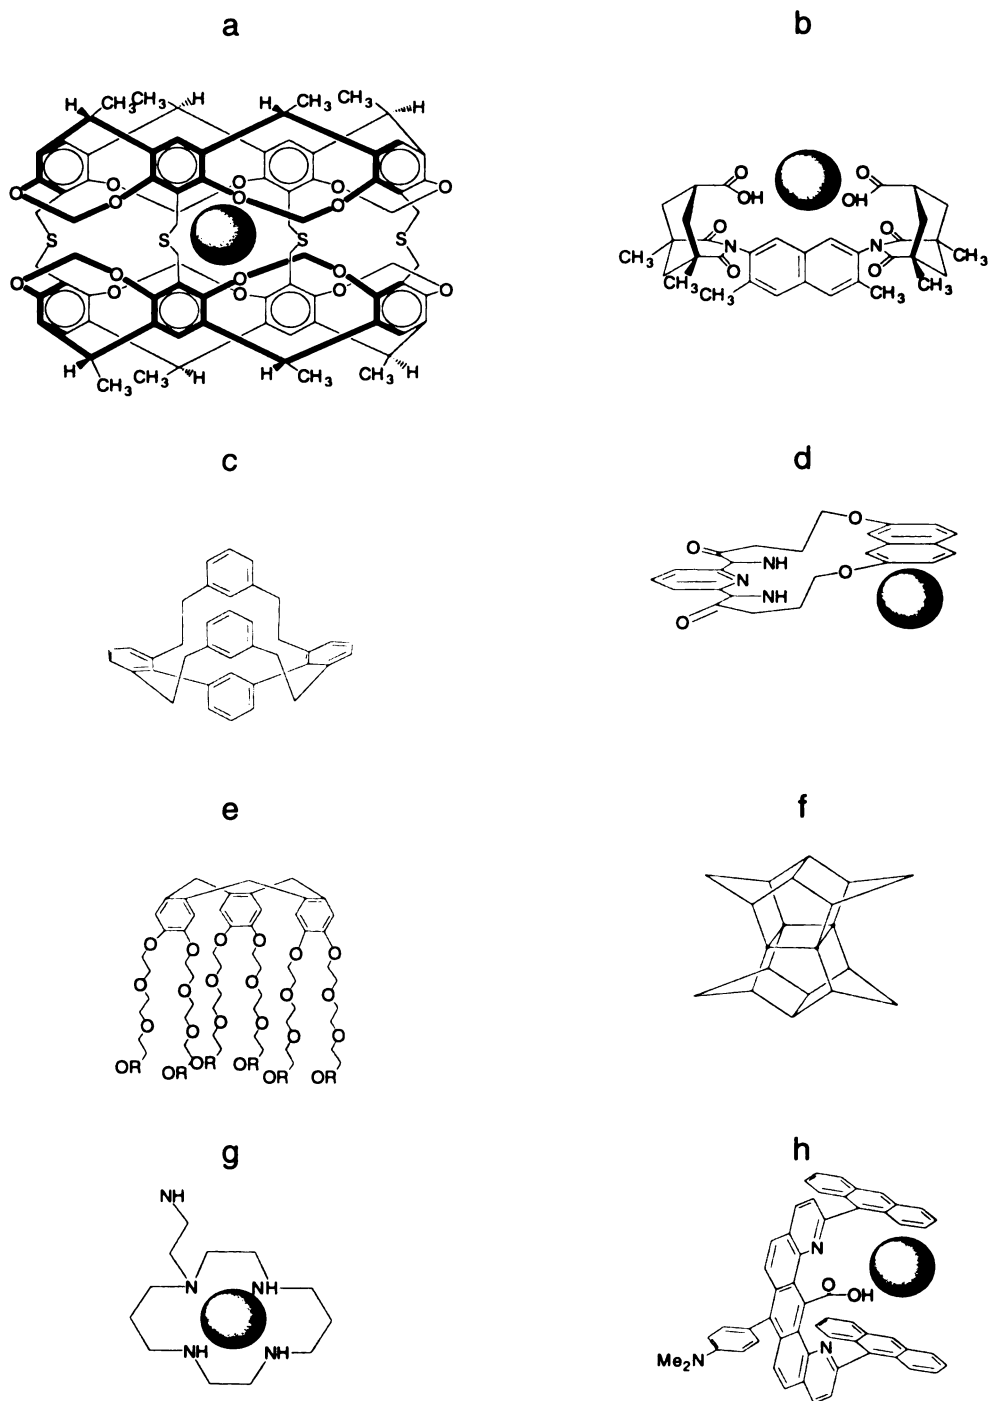 a
b
H CH₃ CH₃ H H CH₃ CH₃ H
O O O O O O O O
S S S S
O O O O O O O O
H CH₃ CH₃ H H CH₃ CH₃ H
O OH O OH
O N O O N O
CH₃ CH₃ CH₃ CH₃ CH₃ CH₃
c
d
O O
NH
N
O
NH
O
e
f
O O O O O O
O O O O O O
O O O O O O
OR OR OR OR OR OR
g
h
NH
N NH
NH NH
N
O
OH
N
Me₂N